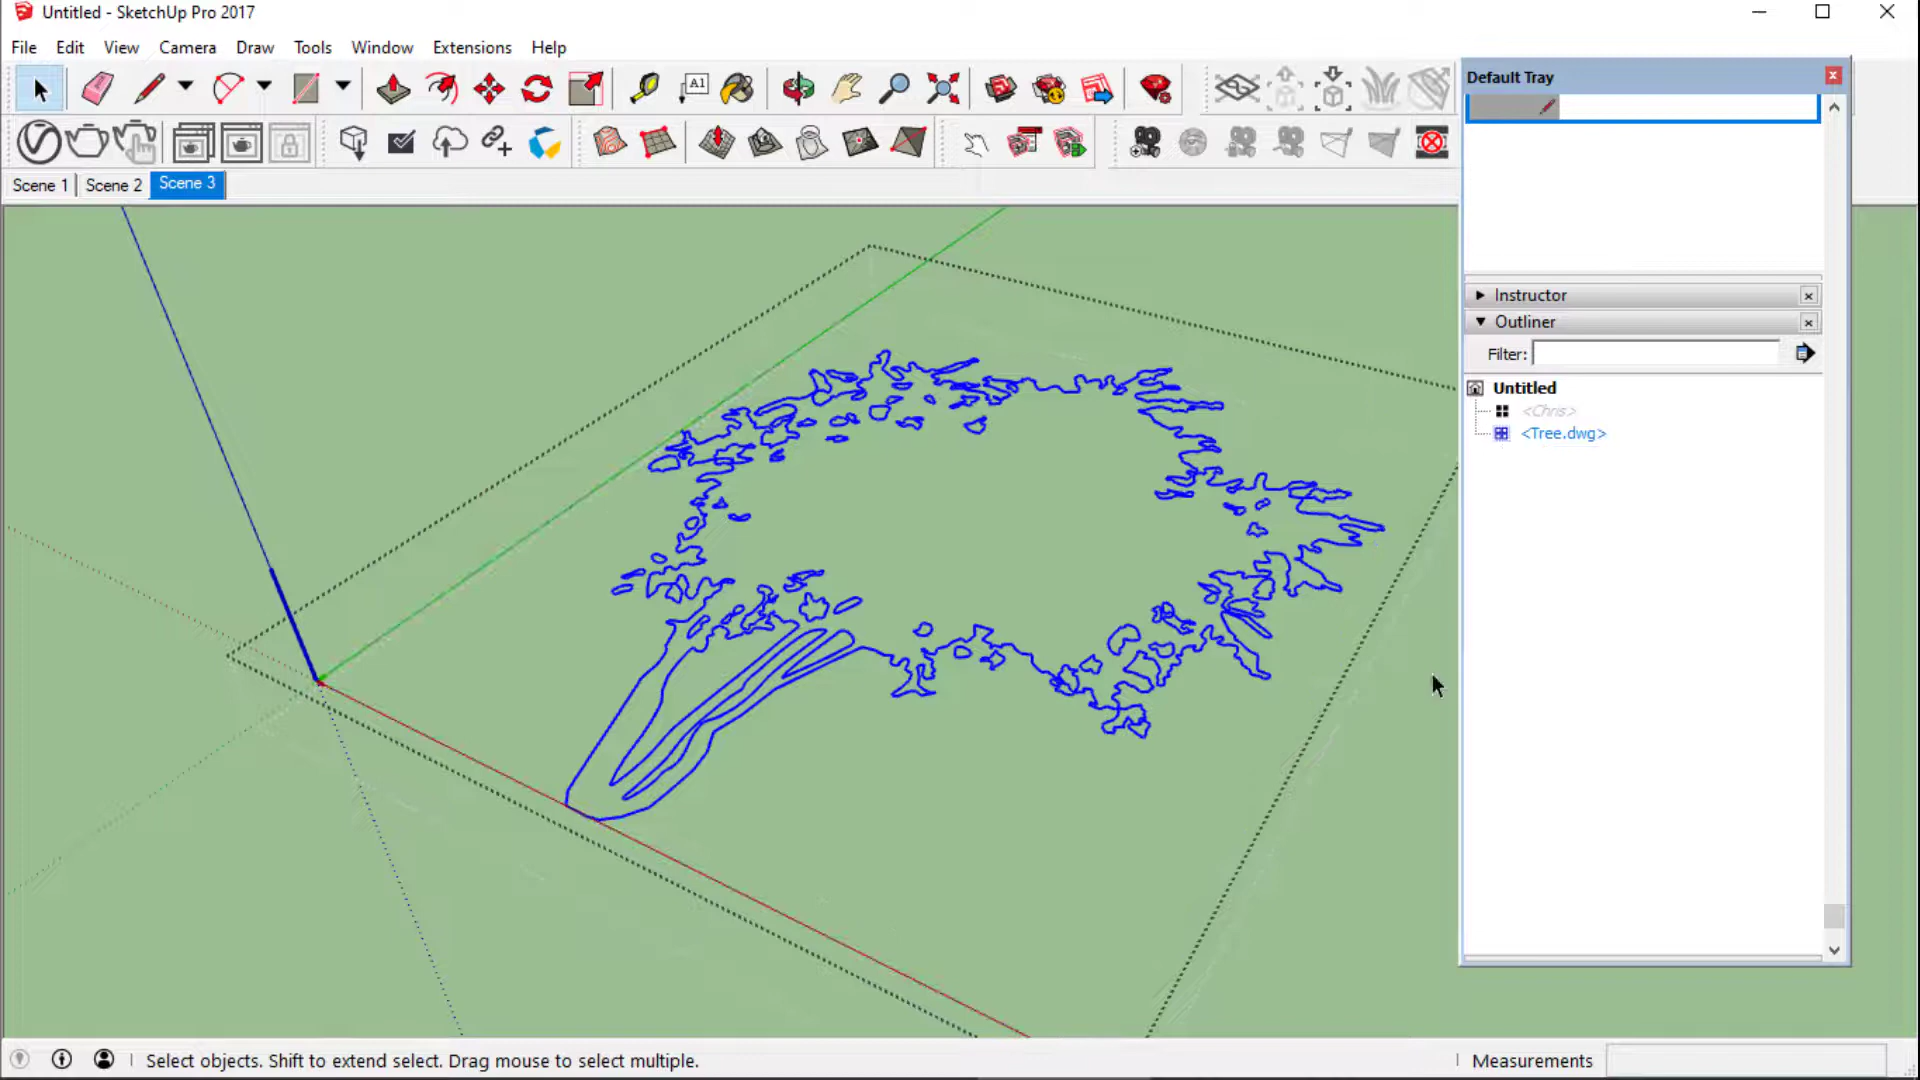 Untitled - SketchUp Pro 2017
File Edit View Camera Draw Tools Window Extensions Help
A1
Default Tray
Scene 1 Scene 2 Scene 3
Instructor
Outliner
Filter:
Untitled
<Chris>
<Tree.dwg>
Select objects. Shift to extend select. Drag mouse to select multiple.
Measurements